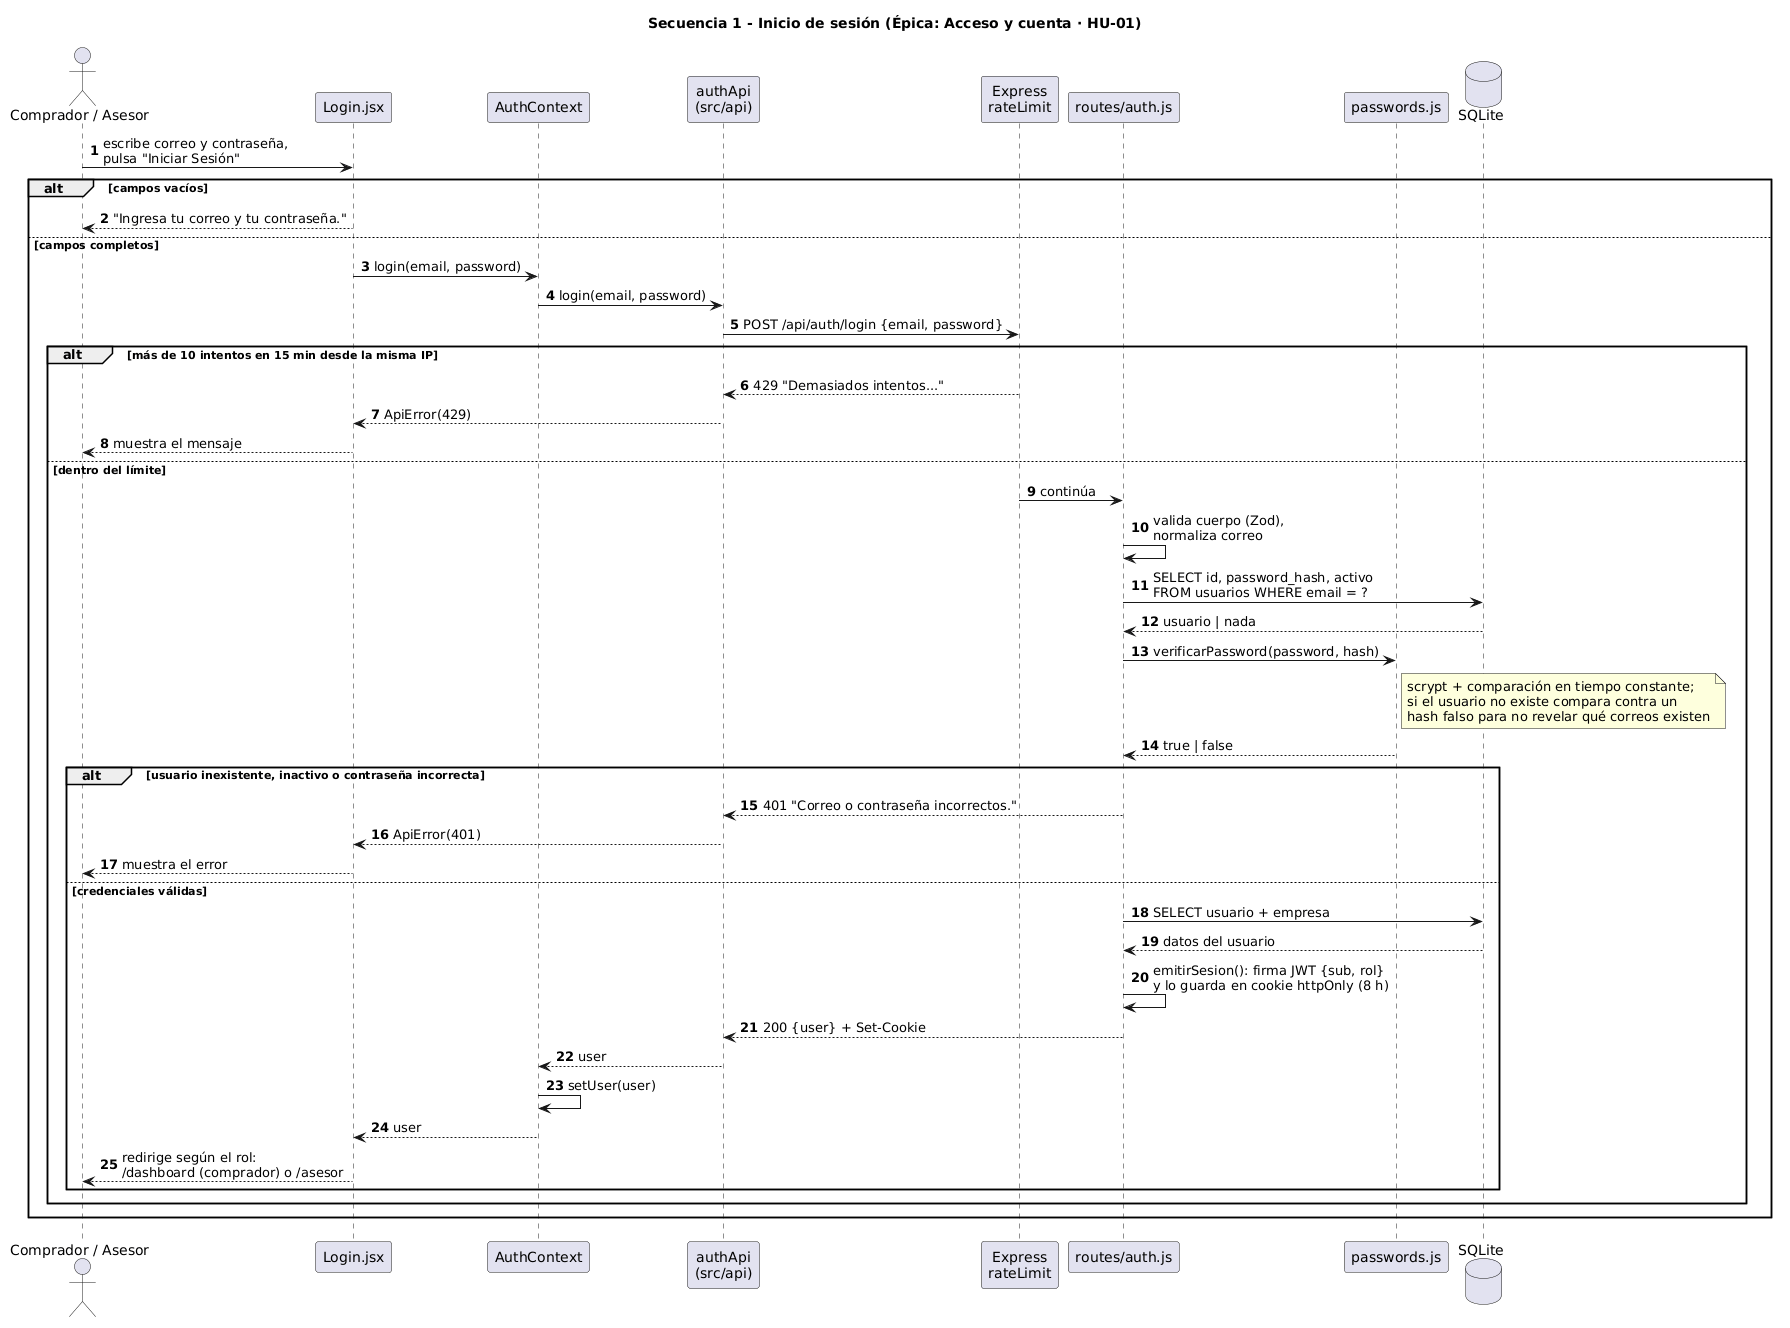 Secuencia 1 - Inicio de sesión (Épica: Acceso y cuenta · HU-01)
Comprador / Asesor
Login.jsx
AuthContext
authApi
(src/api)
Express
rateLimit
routes/auth.js
passwords.js
SQLite
1 escribe correo y contraseña,
pulsa "Iniciar Sesión"
alt [campos vacíos]
2 "Ingresa tu correo y tu contraseña."
[campos completos]
3 login(email, password)
4 login(email, password)
5 POST /api/auth/login {email, password}
alt [más de 10 intentos en 15 min desde la misma IP]
6 429 "Demasiados intentos..."
7 ApiError(429)
8 muestra el mensaje
[dentro del límite]
9 continúa
10 valida cuerpo (Zod),
normaliza correo
11 SELECT id, password_hash, activo
FROM usuarios WHERE email = ?
12 usuario | nada
13 verificarPassword(password, hash)
scrypt + comparación en tiempo constante;
si el usuario no existe compara contra un
hash falso para no revelar qué correos existen
14 true | false
alt [usuario inexistente, inactivo o contraseña incorrecta]
15 401 "Correo o contraseña incorrectos."
16 ApiError(401)
17 muestra el error
[credenciales válidas]
18 SELECT usuario + empresa
19 datos del usuario
20 emitirSesion(): firma JWT {sub, rol}
y lo guarda en cookie httpOnly (8 h)
21 200 {user} + Set-Cookie
22 user
23 setUser(user)
24 user
25 redirige según el rol:
/dashboard (comprador) o /asesor
Comprador / Asesor
Login.jsx
AuthContext
authApi
(src/api)
Express
rateLimit
routes/auth.js
passwords.js
SQLite